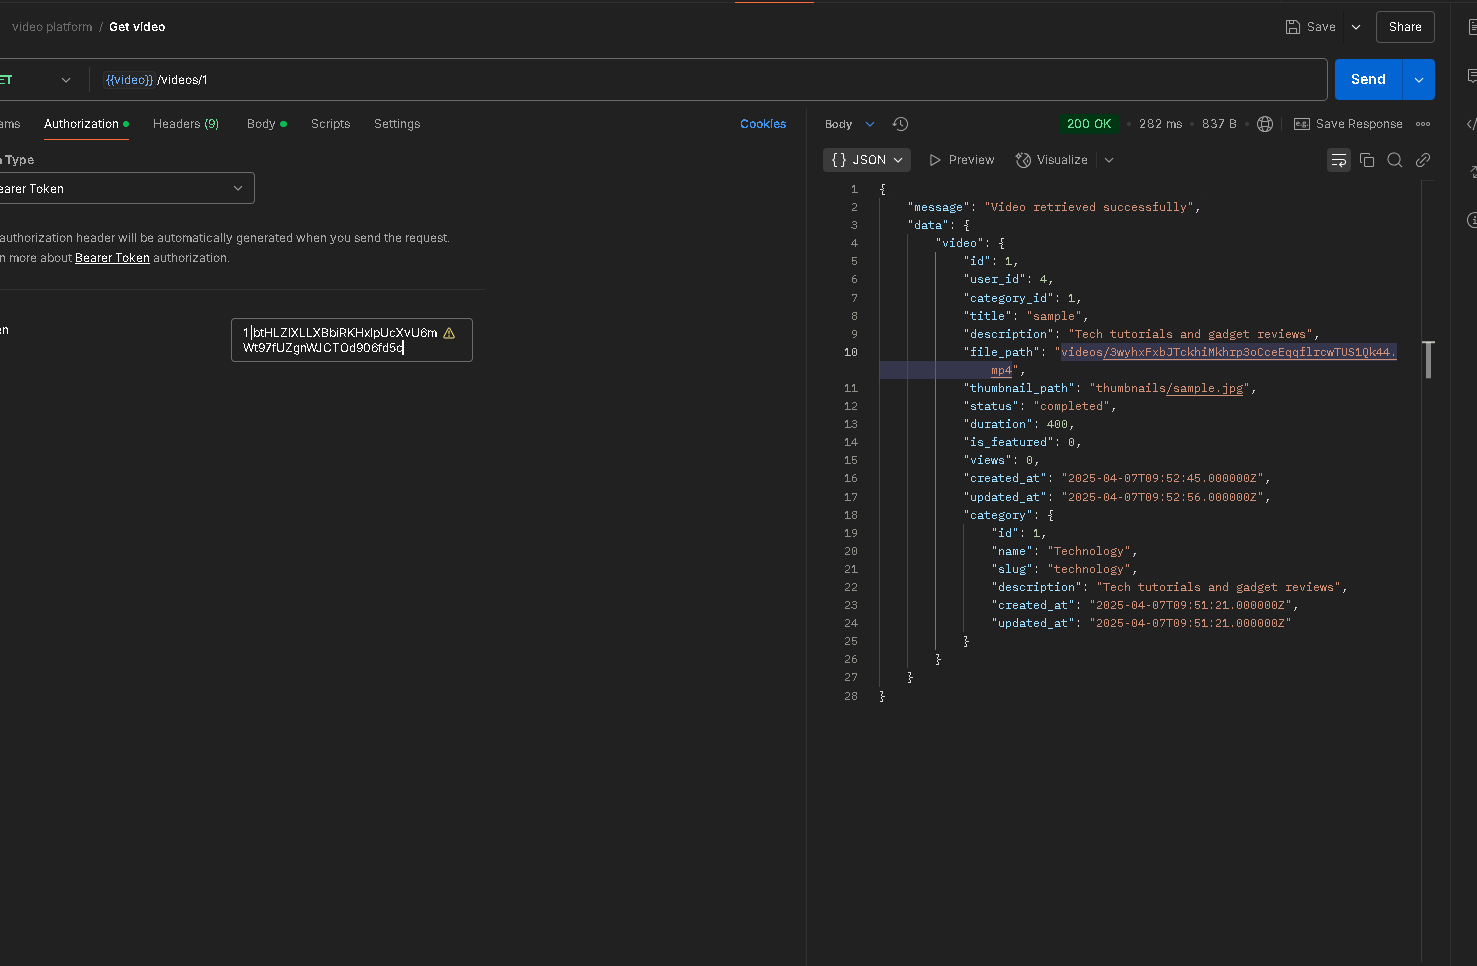 video platform / Get video
Save
Share
ET
{{video}} /videos/1
Send
ams
Authorization
Headers (9)
Body
Scripts
Settings
Cookies
n Type
earer Token
authorization header will be automatically generated when you send the request.
n more about Bearer Token authorization.
en
1|btHLZlXLLXBbiRKHxlpUcXvU6m
Wt97fUZgnWJCTOd906fd5c
Body
200 OK • 282 ms • 837 B
e.g. Save Response
{} JSON
Preview
Visualize
1 {
2 "message": "Video retrieved successfully",
3 "data": {
4 "video": {
5 "id": 1,
6 "user_id": 4,
7 "category_id": 1,
8 "title": "sample",
9 "description": "Tech tutorials and gadget reviews",
10 "file_path": "videos/3wyhxFxbJTckhiMkhrp3oCceEqqflrcwTUS1Qk44.
mp4",
11 "thumbnail_path": "thumbnails/sample.jpg",
12 "status": "completed",
13 "duration": 400,
14 "is_featured": 0,
15 "views": 0,
16 "created_at": "2025-04-07T09:52:45.000000Z",
17 "updated_at": "2025-04-07T09:52:56.000000Z",
18 "category": {
19 "id": 1,
20 "name": "Technology",
21 "slug": "technology",
22 "description": "Tech tutorials and gadget reviews",
23 "created_at": "2025-04-07T09:51:21.000000Z",
24 "updated_at": "2025-04-07T09:51:21.000000Z"
25 }
26 }
27 }
28 }